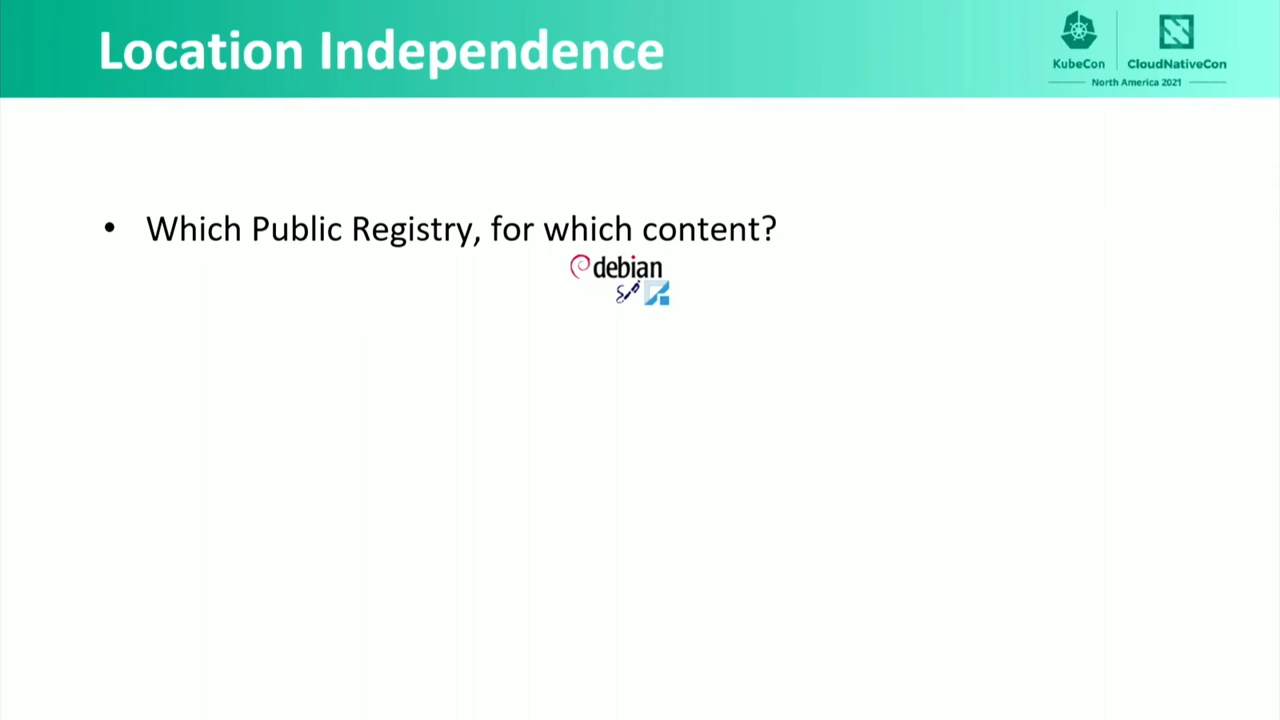 Location Independence
KubeCon
CloudNativeCon
North America 2021
• Which Public Registry, for which content?
debian